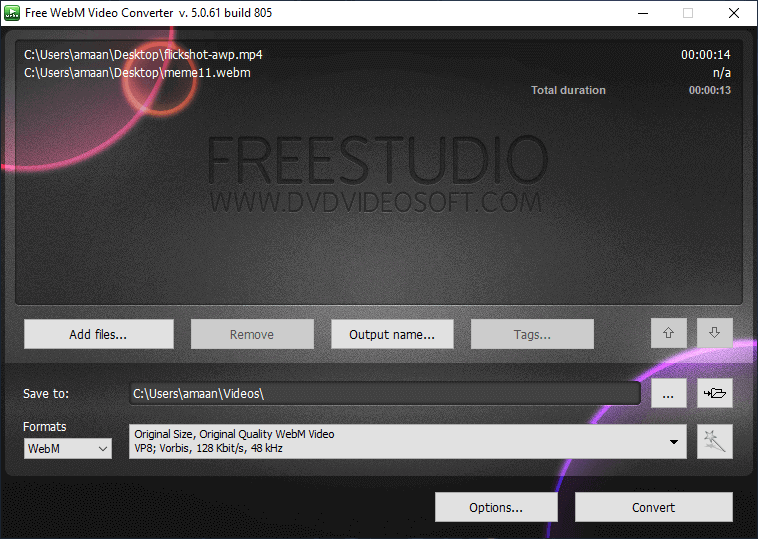 Free WebM Video Converter v. 5.0.61 build 805
C:\Users\amaan\Desktop\flickshot-awp.mp4 00:00:14
C:\Users\amaan\Desktop\meme11.webm n/a
Total duration 00:00:13
FREESTUDIO
WWW.DVDVIDEOSOFT.COM
Add files... Remove Output name... Tags...
Save to: C:\Users\amaan\Videos\ ...
Formats
WebM
Original Size, Original Quality WebM Video
VP8; Vorbis, 128 Kbit/s, 48 kHz
Options... Convert